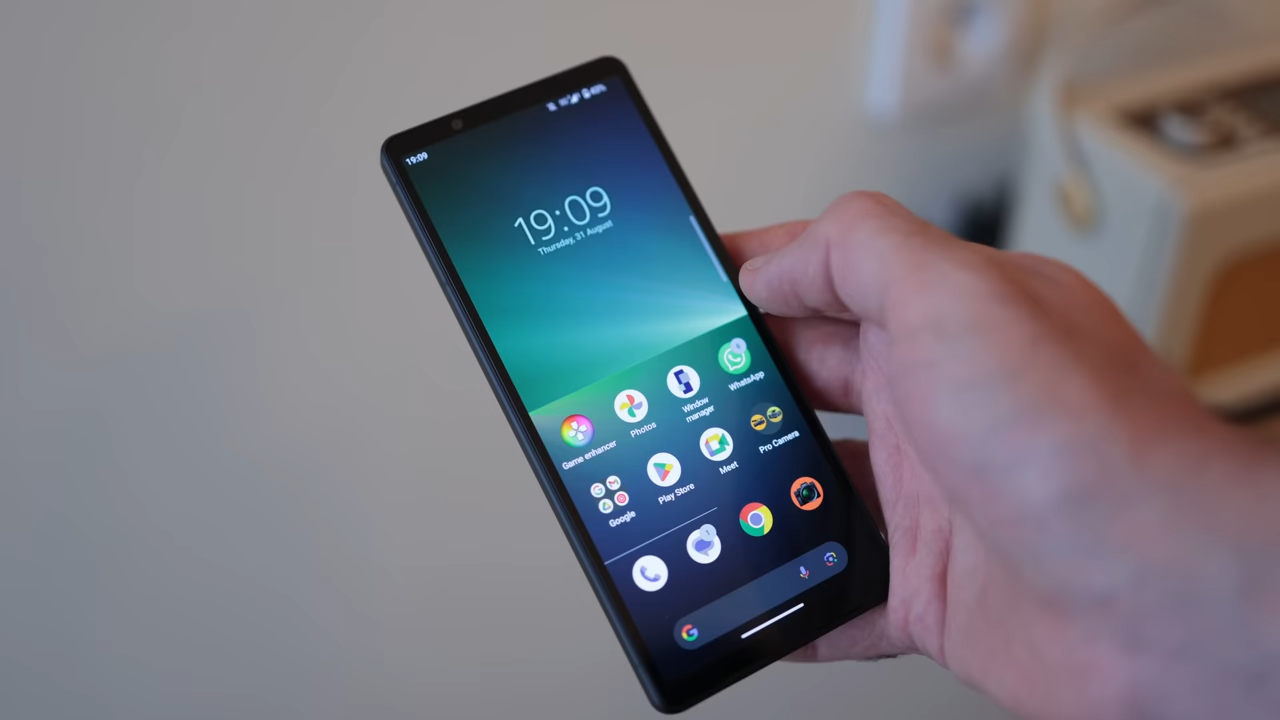 19:09
19:09
Thursday, 31 August
Game enhancer
Photos
Window
manager
WhatsApp
Google
Play Store
Meet
Pro Camera